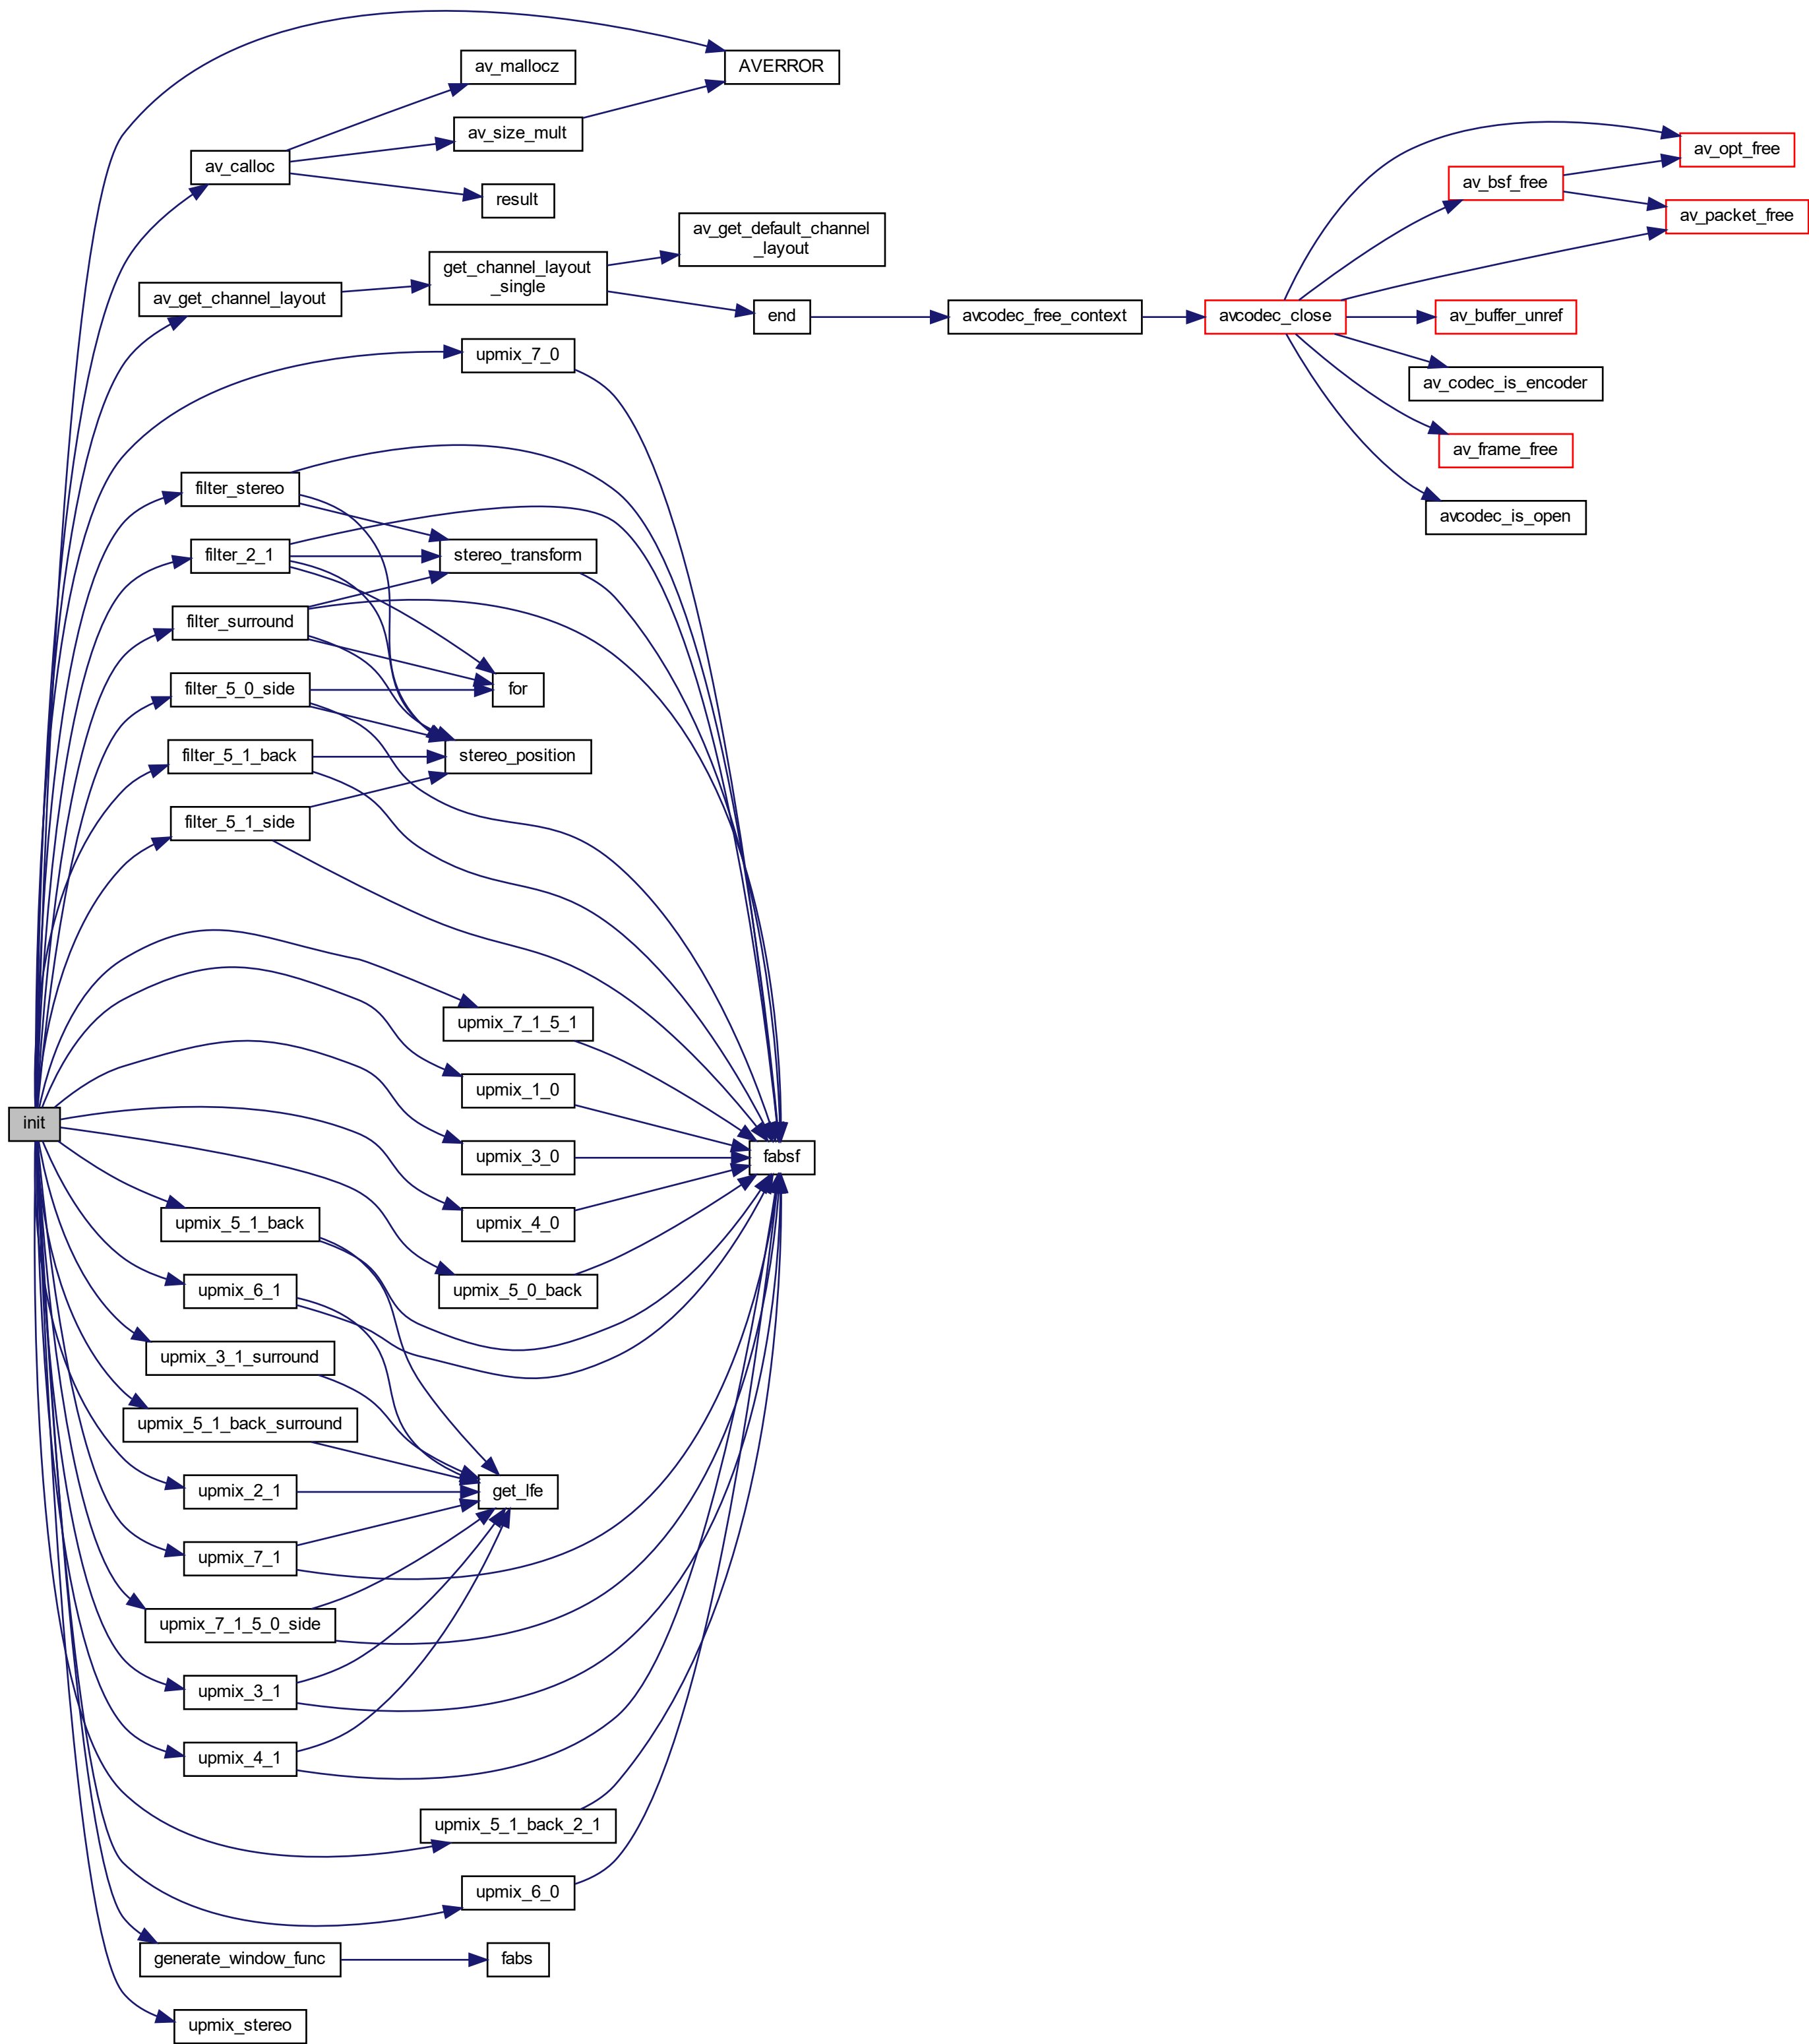 av_mallocz
AVERROR
av_size_mult
av_calloc
result
av_opt_free
av_bsf_free
av_packet_free
av_get_default_channel
_layout
get_channel_layout
_single
av_get_channel_layout
end
avcodec_free_context
avcodec_close
av_buffer_unref
upmix_7_0
av_codec_is_encoder
av_frame_free
filter_stereo
avcodec_is_open
filter_2_1
stereo_transform
filter_surround
filter_5_0_side
for
filter_5_1_back
stereo_position
filter_5_1_side
upmix_7_1_5_1
upmix_1_0
init
upmix_3_0
fabsf
upmix_5_1_back
upmix_4_0
upmix_6_1
upmix_5_0_back
upmix_3_1_surround
upmix_5_1_back_surround
upmix_2_1
get_lfe
upmix_7_1
upmix_7_1_5_0_side
upmix_3_1
upmix_4_1
upmix_5_1_back_2_1
upmix_6_0
generate_window_func
fabs
upmix_stereo